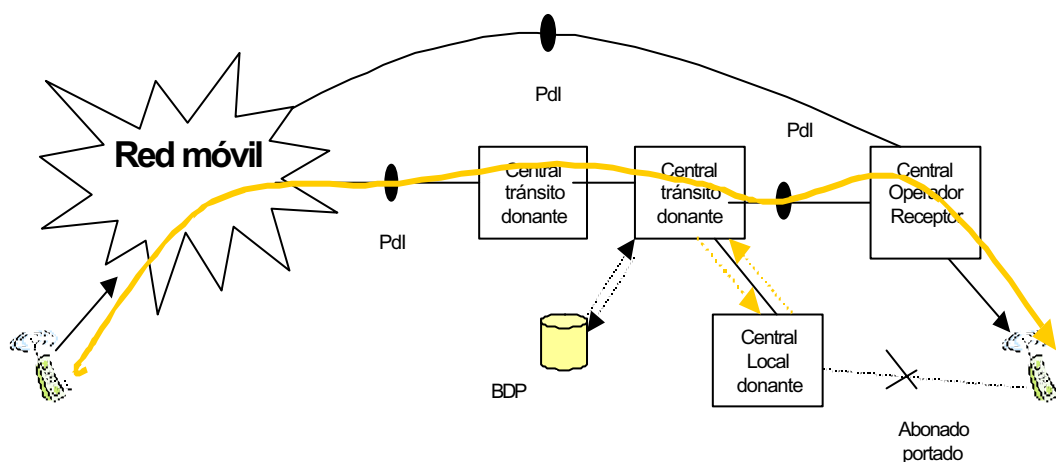 PdI
PdI
Red móvil
Central
tránsito
donante
Central
tránsito
donante
Central
Operador
Receptor
PdI
BDP
Central
Local
donante
Abonado
portado